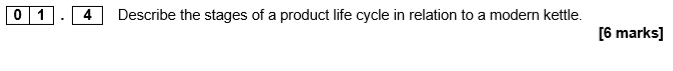 0 1 . 4 Describe the stages of a product life cycle in relation to a modern kettle.
[6 marks]